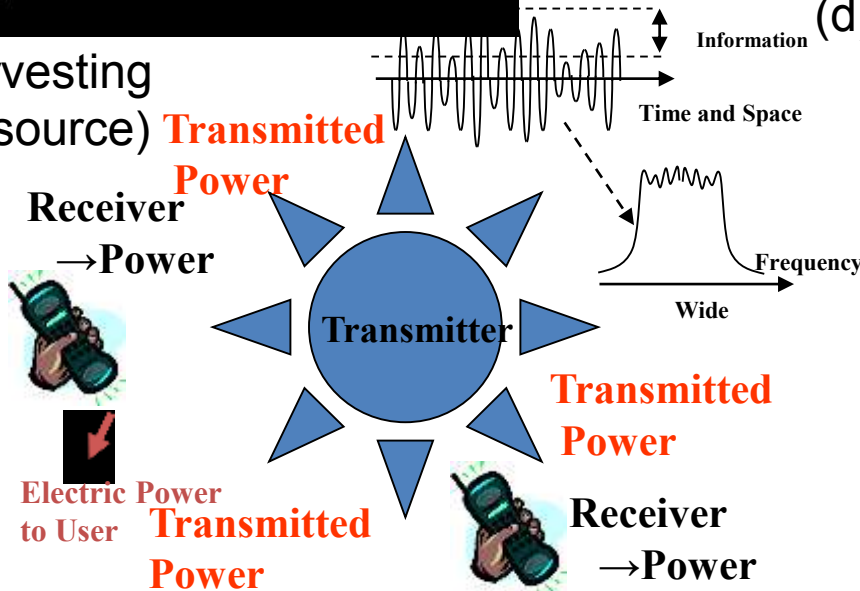 (d
Information
rvesting
source)
Time and Space
Transmitted
Power
Receiver
→Power
Frequency
Wide
Transmitter
Transmitted
Power
Electric Power
to User
Transmitted
Power
Receiver
→Power